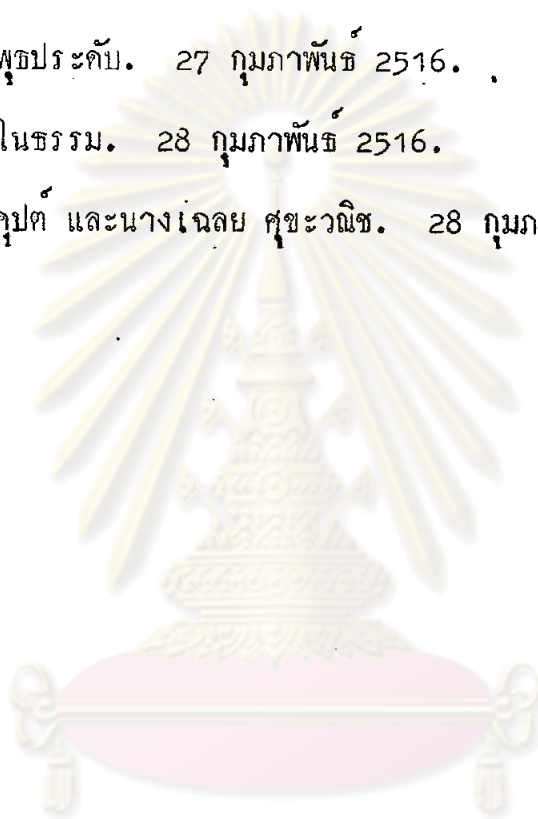 พุธประดับ. 27 กุมภาพันธ์ 2516.
ในธรรม. 28 กุมภาพันธ์ 2516.
คุปต์ และนางเฉลย ศุขะวณิช. 28 กุมภ